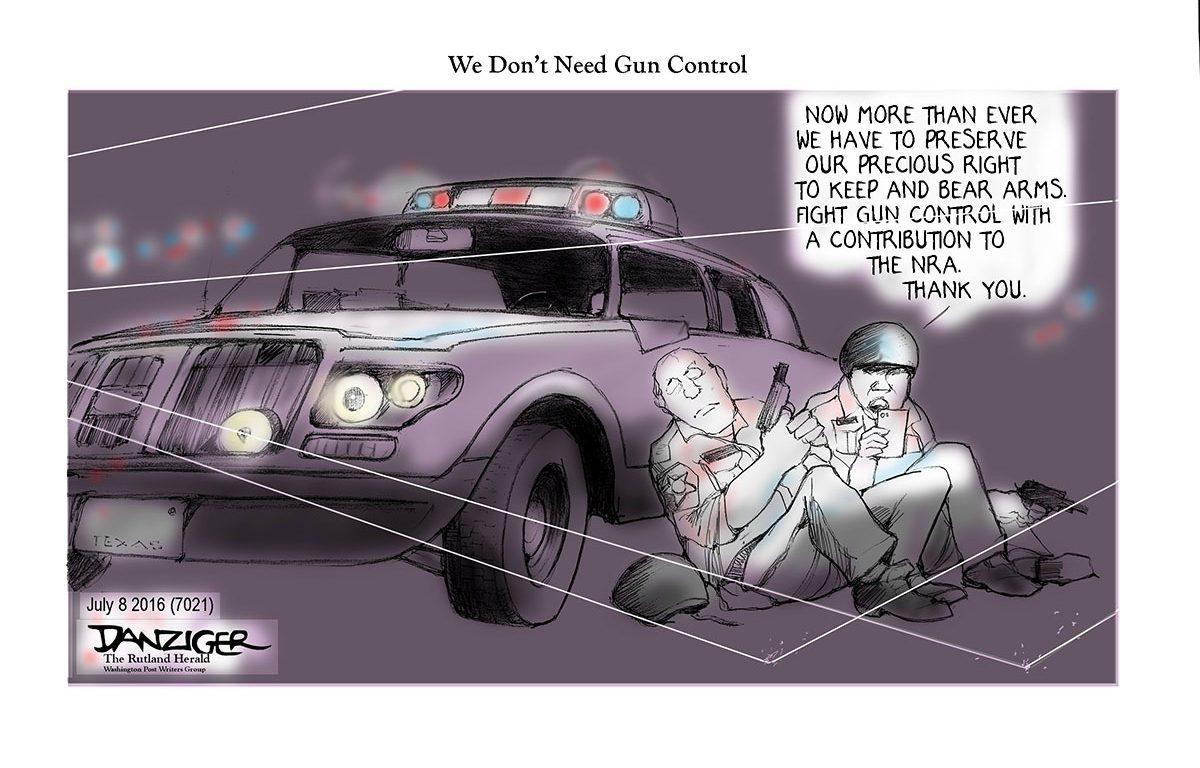 We Don't Need Gun Control
NOW MORE THAN EVER
WE HAVE TO PRESERVE
OUR PRECIOUS RIGHT
TO KEEP AND BEAR ARMS.
FIGHT GUN CONTROL WITH
A CONTRIBUTION TO
THE NRA.
THANK YOU.
TEXAS
July 8 2016 (7021)
DANZIGER
The Rutland Herald
Washington Post Writers Group